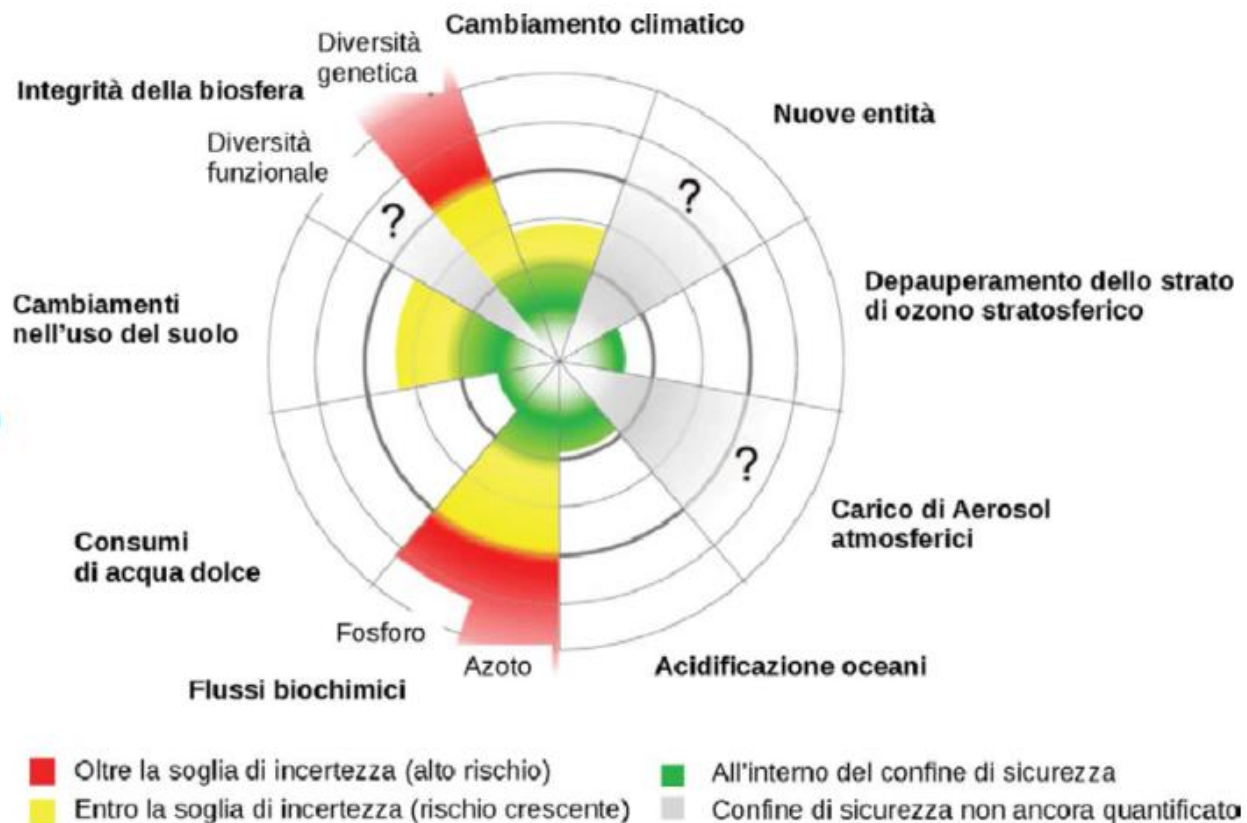 Cambiamento climatico
Diversità
genetica
Integrità della biosfera
Nuove entità
Diversità
funzionale
?
?
Depauperamento dello strato
di ozono stratosferico
Cambiamenti
nell'uso del suolo
?
Carico di Aerosol
atmosferici
Consumi
di acqua dolce
Fosforo
Azoto
Acidificazione oceani
Flussi biochimici
Oltre la soglia di incertezza (alto rischio)
All'interno del confine di sicurezza
Entro la soglia di incertezza (rischio crescente)
Confine di sicurezza non ancora quantificato